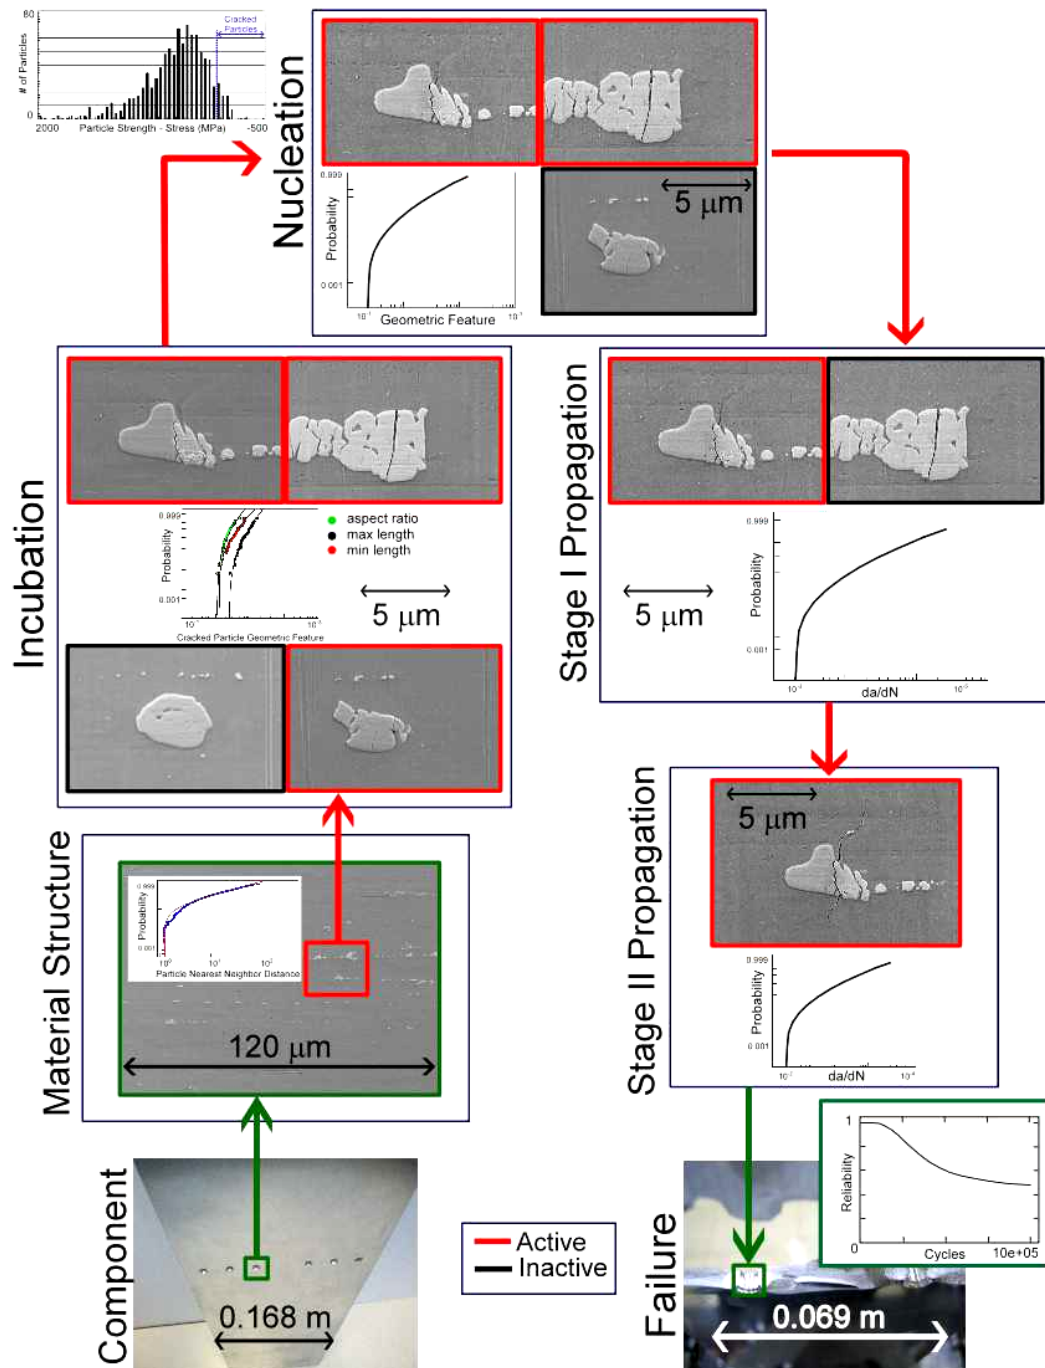 60
# of Particles
0
Cracked
Particles
2000
Particle Strength - Stress (MPa)
-500
Nucleation
0.999
Probability
0.001
Geometric Feature
5 μm
Incubation
0.999
Probability
0.001
aspect ratio
max length
min length
Cracked Particle Geometric Feature
5 μm
Stage I Propagation
5 μm
0.999
Probability
0.001
da/dN
Material Structure
0.999
Probability
0.001
10⁰
10¹
10²
Particle Nearest Neighbor Distance
120 μm
Stage II Propagation
5 μm
0.999
Probability
0.001
da/dN
Component
0.168 m
Active
Inactive
Failure
1
Reliability
0
Cycles
10e+05
0.069 m